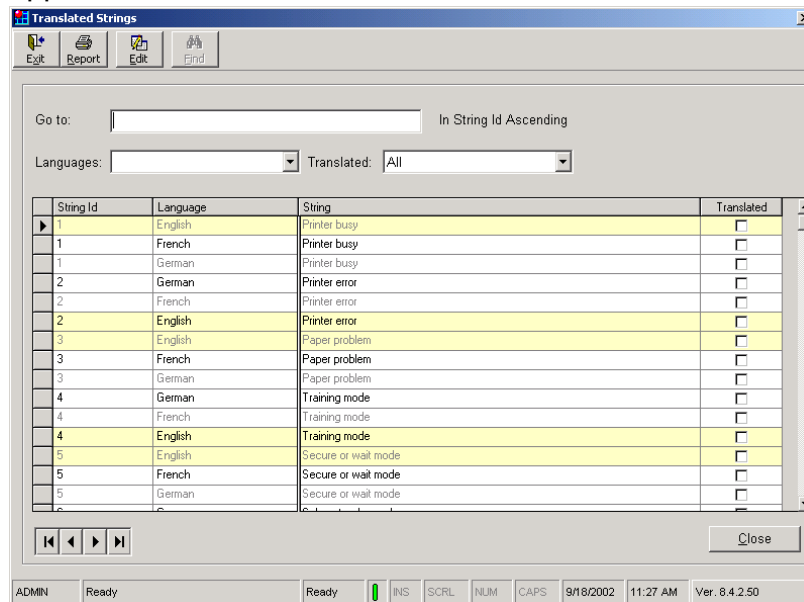 Translated Strings
Exit Report Edit Find
Go to: In String Id Ascending
Languages: Translated: All
String Id Language String Translated
1 English Printer busy
1 French Printer busy
1 German Printer busy
2 German Printer error
2 French Printer error
2 English Printer error
3 English Paper problem
3 French Paper problem
3 German Paper problem
4 German Training mode
4 French Training mode
4 English Training mode
5 English Secure or wait mode
5 French Secure or wait mode
5 German Secure or wait mode
Close
ADMIN Ready Ready INS SCRL NUM CAPS 9/18/2002 11:27 AM Ver. 8.4.2.50